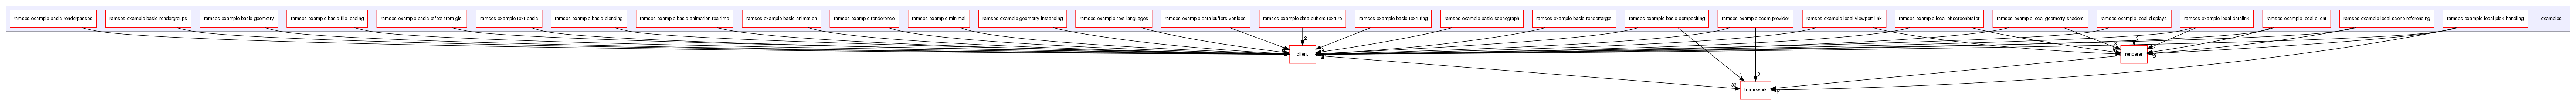 ramses-example-basic-renderpasses
ramses-example-basic-rendergroups
ramses-example-basic-geometry
ramses-example-basic-file-loading
ramses-example-basic-effect-from-glsl
ramses-example-text-basic
ramses-example-basic-blending
ramses-example-basic-animation-realtime
ramses-example-basic-animation
ramses-example-renderonce
ramses-example-minimal
ramses-example-geometry-instancing
ramses-example-text-languages
ramses-example-data-buffers-vertices
ramses-example-data-buffers-texture
ramses-example-basic-texturing
ramses-example-basic-scenegraph
ramses-example-basic-rendertarget
ramses-example-basic-compositing
ramses-example-dcsm-provider
ramses-example-local-viewport-link
ramses-example-local-offscreenbuffer
ramses-example-local-geometry-shaders
ramses-example-local-displays
ramses-example-local-datalink
ramses-example-local-client
ramses-example-local-scene-referencing
ramses-example-local-pick-handling
examples
2
client
renderer
1
3
framework